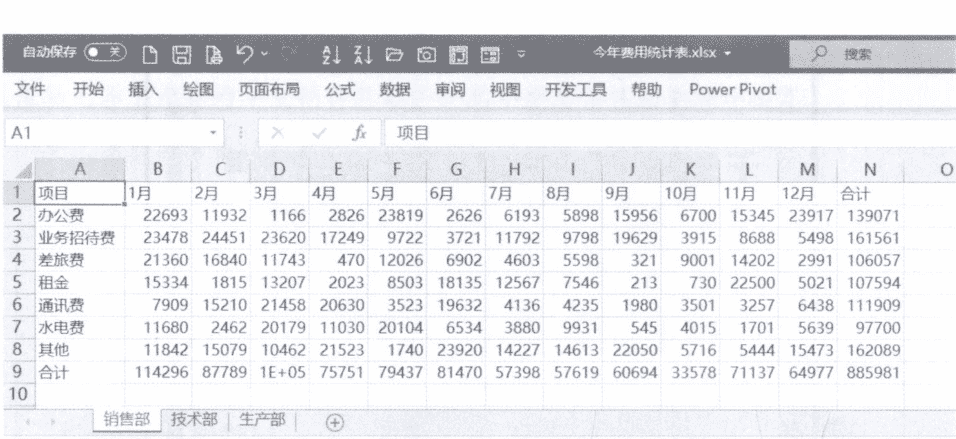 自动保存 关 今年费用统计表.xlsx 搜索
文件 开始 插入 绘图 页面布局 公式 数据 审阅 视图 开发工具 帮助 Power Pivot
A1 fx 项目
A B C D E F G H I J K L M N O
1 项目 1月 2月 3月 4月 5月 6月 7月 8月 9月 10月 11月 12月 合计
2 办公费 22693 11932 1166 2826 23819 2626 6193 5898 15956 6700 15345 23917 139071
3 业务招待费 23478 24451 23620 17249 9722 3721 11792 9798 19629 3915 8688 5498 161561
4 差旅费 21360 16840 11743 470 12026 6902 4603 5598 321 9001 14202 2991 106057
5 租金 15334 1815 13207 2023 8503 18135 12567 7546 213 730 22500 5021 107594
6 通讯费 7909 15210 21458 20630 3523 19632 4136 4235 1980 3501 3257 6438 111909
7 水电费 11680 2462 20179 11030 20104 6534 3880 9931 545 4015 1701 5639 97700
8 其他 11842 15079 10462 21523 1740 23920 14227 14613 22050 5716 5444 15473 162089
9 合计 114296 87789 1E+05 75751 79437 81470 57398 57619 60694 33578 71137 64977 885981
10
销售部 技术部 生产部